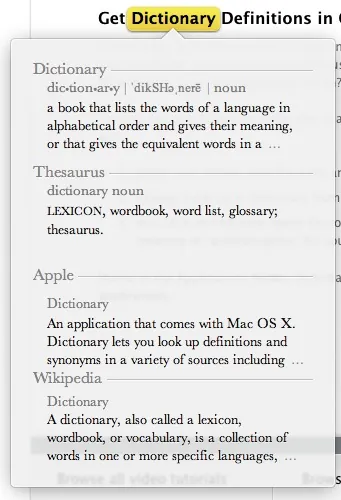 Get Dictionary Definitions in
Dictionary
dic•tion•ar•y | ˈdikSHəˌnerē | noun
a book that lists the words of a language in
alphabetical order and gives their meaning,
or that gives the equivalent words in a …
Thesaurus
dictionary noun
LEXICON, wordbook, word list, glossary;
thesaurus.
Apple
Dictionary
An application that comes with Mac OS X.
Dictionary lets you look up definitions and
synonyms in a variety of sources including …
Wikipedia
Dictionary
A dictionary, also called a lexicon,
wordbook, or vocabulary, is a collection of
words in one or more specific languages, …
Browse all video tutorials